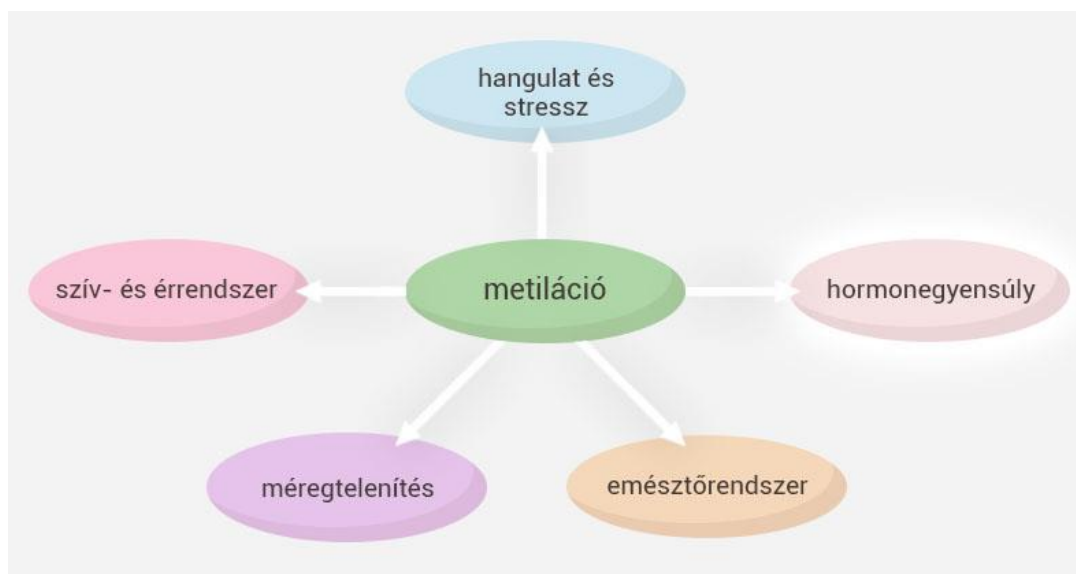 hangulat és
stressz
szív- és érrendszer
metiláció
hormonegyensúly
méregtelenítés
emésztőrendszer